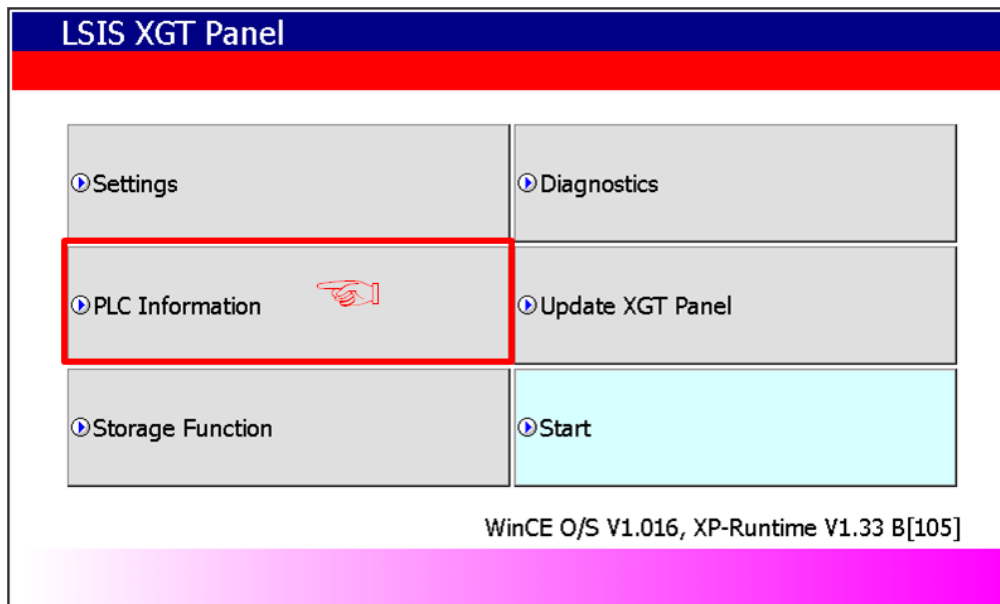 LSIS XGT Panel
Settings
Diagnostics
PLC Information
Update XGT Panel
Storage Function
Start
WinCE O/S V1.016, XP-Runtime V1.33 B[105]